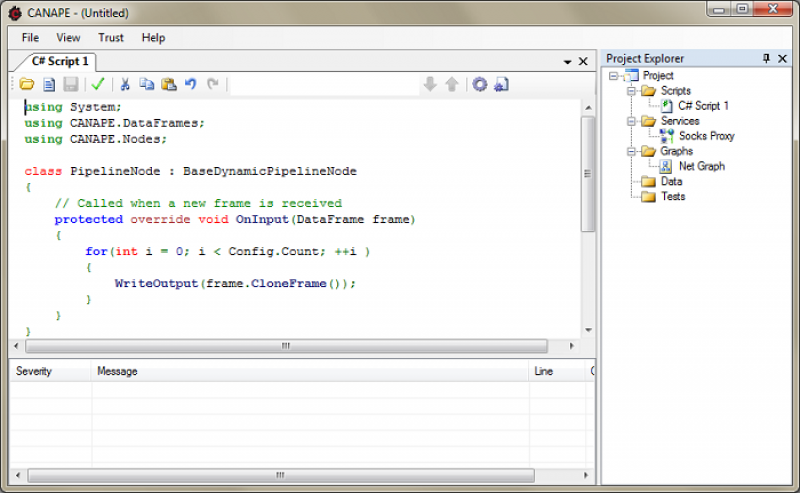 CANAPE - (Untitled)
File View Trust Help
C# Script 1
using System;
using CANAPE.DataFrames;
using CANAPE.Nodes;
class PipelineNode : BaseDynamicPipelineNode
{
// Called when a new frame is received
protected override void OnInput(DataFrame frame)
{
for(int i = 0; i < Config.Count; ++i )
{
WriteOutput(frame.CloneFrame());
}
}
}
Severity Message Line
Project Explorer
Project
Scripts
C# Script 1
Services
Socks Proxy
Graphs
Net Graph
Data
Tests